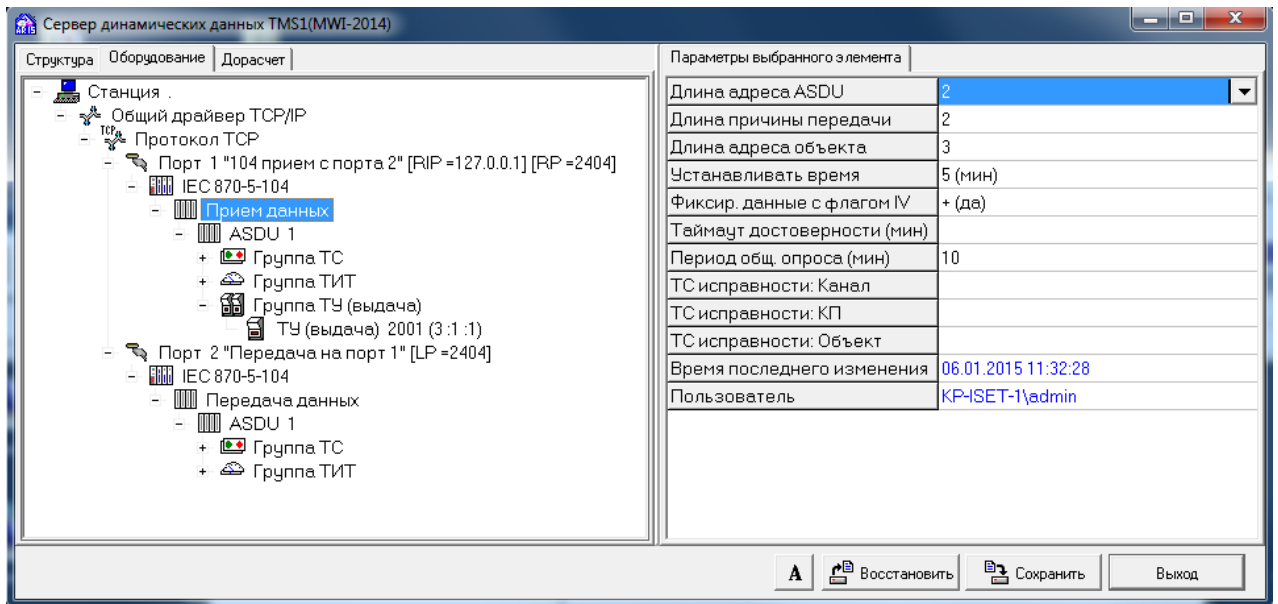 Сервер динамических данных TMS1(MWI-2014)
Структура Оборудование Дорасчет
Станция .
Общий драйвер TCP/IP
TCP Протокол TCP
Порт 1 "104 прием с порта 2" [RIP =127.0.0.1] [RP =2404]
IEC 870-5-104
Прием данных
ASDU 1
Группа ТС
Группа ТИТ
Группа ТУ (выдача)
ТУ (выдача) 2001 (3 :1 :1)
Порт 2 "Передача на порт 1" [LP =2404]
IEC 870-5-104
Передача данных
ASDU 1
Группа ТС
Группа ТИТ
Параметры выбранного элемента
Длина адреса ASDU 2
Длина причины передачи 2
Длина адреса объекта 3
Устанавливать время 5 (мин)
Фиксир. данные с флагом IV + (да)
Таймаут достоверности (мин)
Период общ. опроса (мин) 10
ТС исправности: Канал
ТС исправности: КП
ТС исправности: Объект
Время последнего изменения 06.01.2015 11:32:28
Пользователь KP-ISET-1\admin
A Восстановить Сохранить Выход